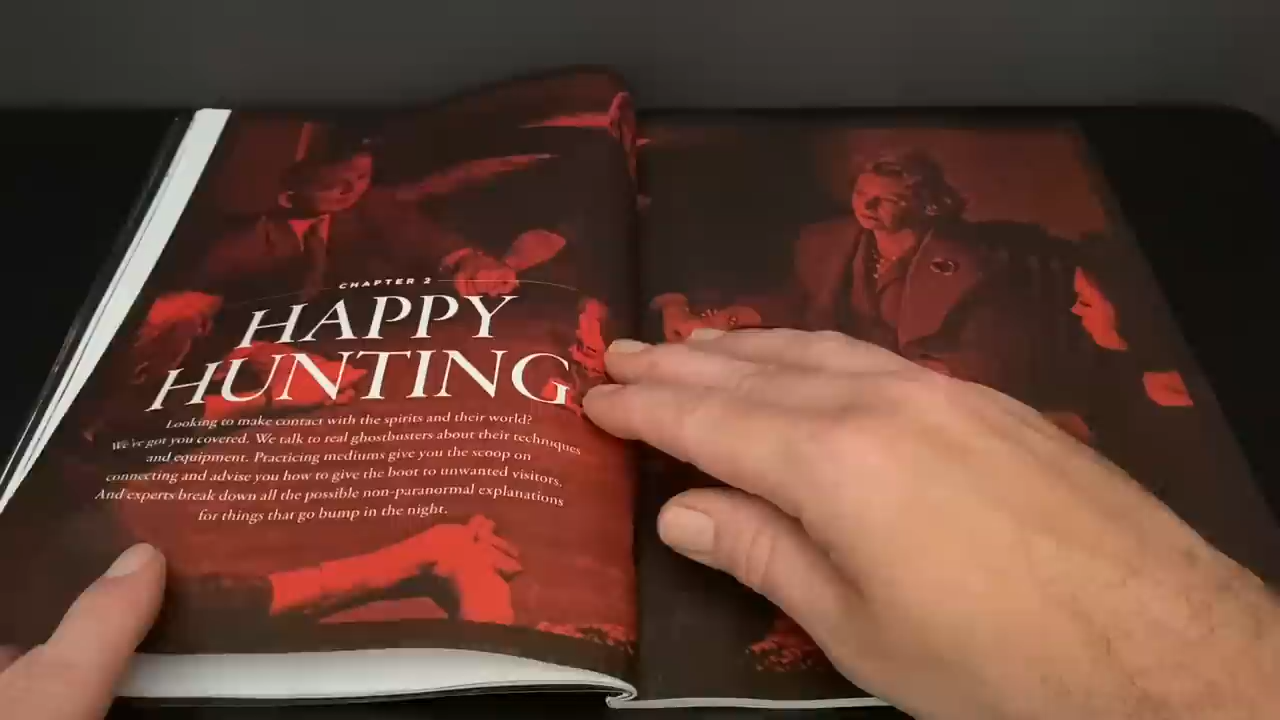 CHAPTER 2
HAPPY
HUNTING
Looking to make contact with the spirits and their world?
We've got you covered. We talk to real ghostbusters about their techniques
and equipment. Practicing mediums give you the scoop on
connecting and advise you how to give the boot to unwanted visitors.
And experts break down all the possible non-paranormal explanations
for things that go bump in the night.